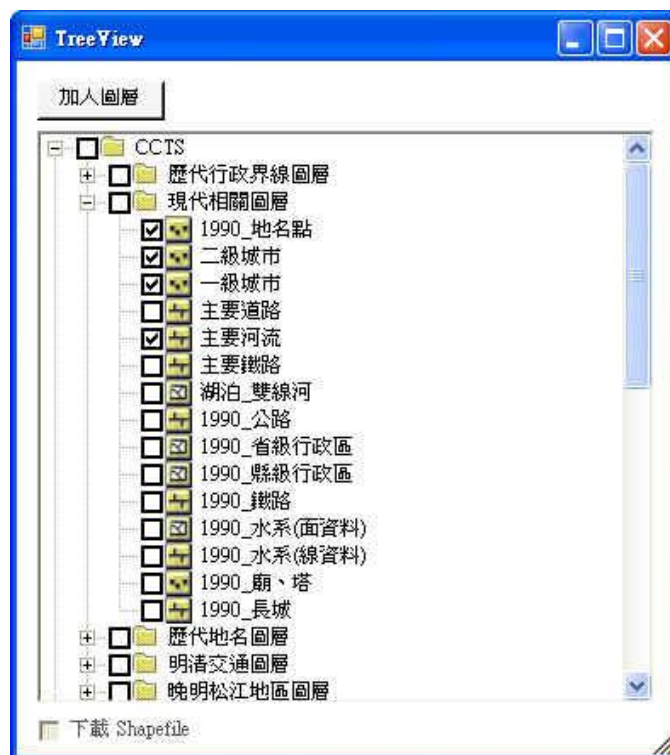 TreeView
加入圖層
CCTS
歷代行政界線圖層
現代相關圖層
1990_地名點
二級城市
一級城市
主要道路
主要河流
主要鐵路
湖泊_雙線河
1990_公路
1990_省級行政區
1990_縣級行政區
1990_鐵路
1990_水系(面資料)
1990_水系(線資料)
1990_廟、塔
1990_長城
歷代地名圖層
明清交通圖層
晚明松江地區圖層
下載 Shapefile